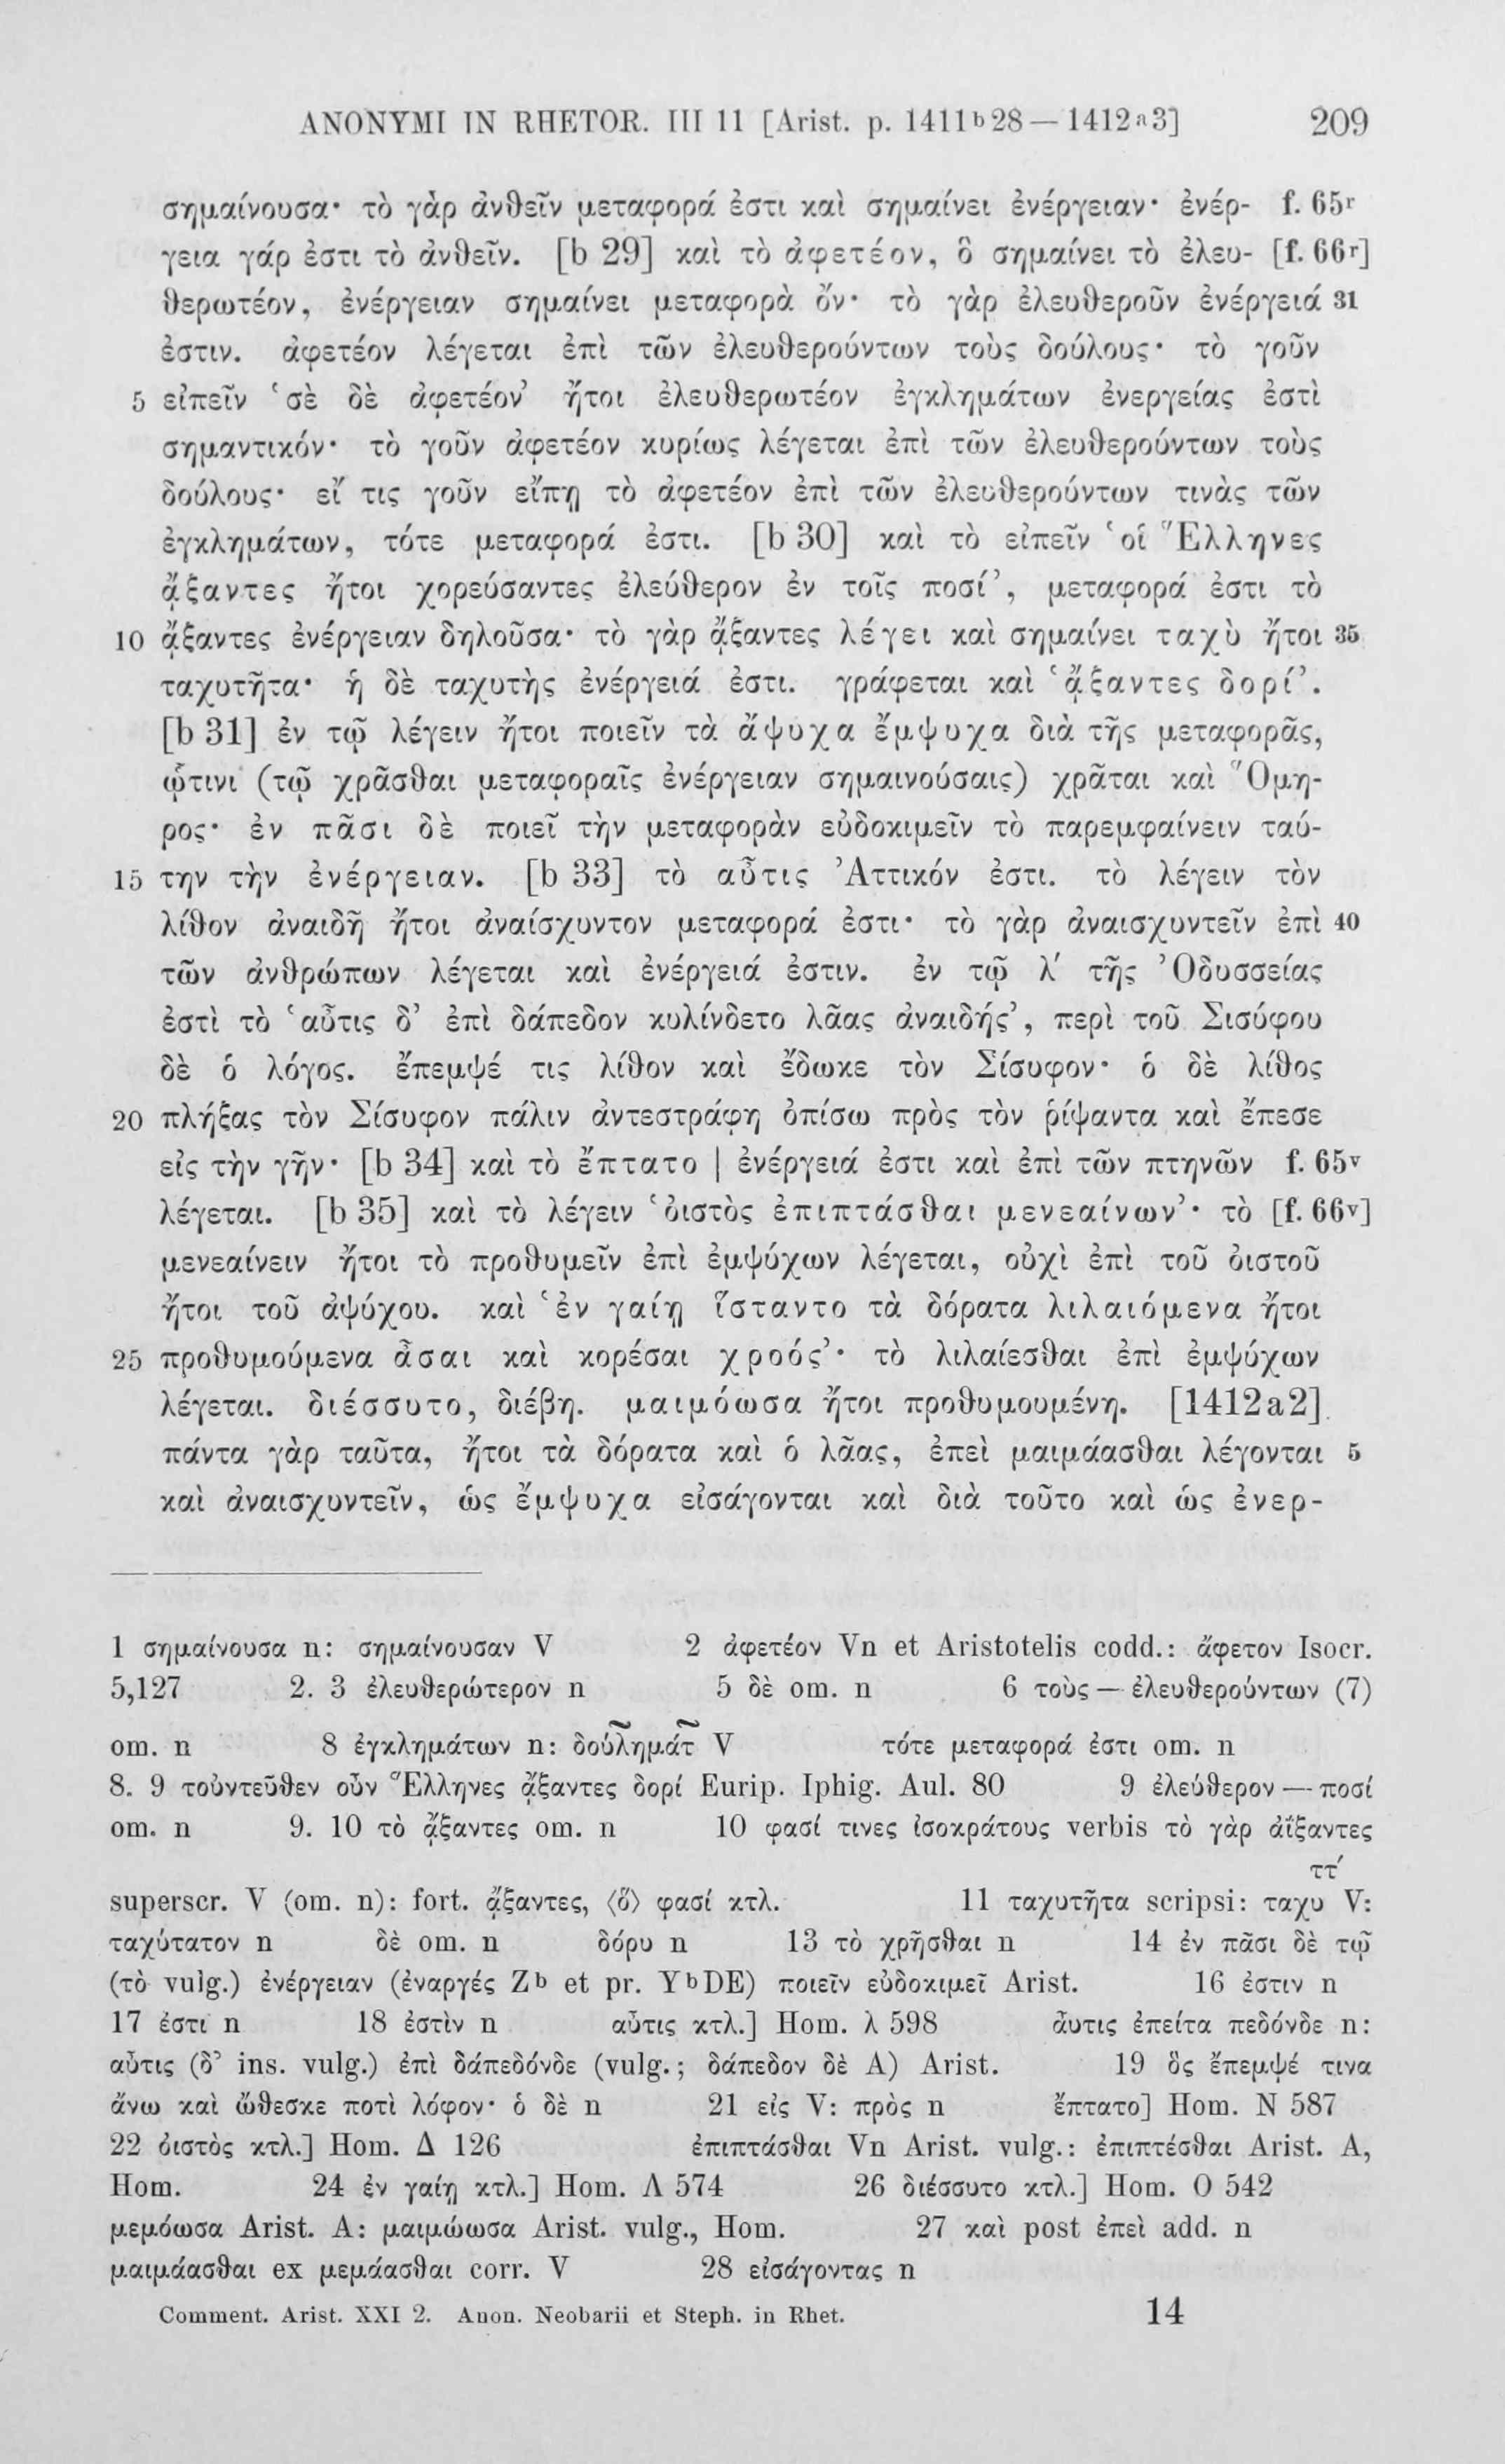 ANONYMI IN RHETOR. III 11 [Arist. p. 1411ᵇ28 — 1412ᵃ3] 209
σημαίνουσα· τὸ γὰρ ἀνθεῖν μεταφορά ἐστι καὶ σημαίνει ἐνέργειαν· ἐνέρ- f. 65ʳ
γεια γάρ ἐστι τὸ ἀνθεῖν. [b 29] καὶ τὸ ἀφετέον, ὃ σημαίνει τὸ ἐλευ- [f. 66ʳ]
θερωτέον, ἐνέργειαν σημαίνει μεταφορὰ ὄν· τὸ γὰρ ἐλευθεροῦν ἐνέργειά 31
ἐστιν. ἀφετέον λέγεται ἐπὶ τῶν ἐλευθερούντων τοὺς δούλους· τὸ γοῦν
5 εἰπεῖν ‘σὲ δὲ ἀφετέον’ ἤτοι ἐλευθερωτέον ἐγκλημάτων ἐνεργείας ἐστὶ
σημαντικόν· τὸ γοῦν ἀφετέον κυρίως λέγεται ἐπὶ τῶν ἐλευθερούντων τοὺς
δούλους· εἴ τις γοῦν εἴπῃ τὸ ἀφετέον ἐπὶ τῶν ἐλευθερούντων τινὰς τῶν
ἐγκλημάτων, τότε μεταφορά ἐστι. [b 30] καὶ τὸ εἰπεῖν ‘οἱ Ἕλληνες
ᾄξαντες ἤτοι χορεύσαντες ἐλεύθερον ἐν τοῖς ποσί’, μεταφορά ἐστι τὸ
10 ᾄξαντες ἐνέργειαν δηλοῦσα· τὸ γὰρ ᾄξαντες λέγει καὶ σημαίνει ταχὺ ἤτοι 35
ταχυτῆτα· ἡ δὲ ταχυτὴς ἐνέργειά ἐστι. γράφεται καὶ ‘ᾄξαντες δορί’.
[b 31] ἐν τῷ λέγειν ἤτοι ποιεῖν τὰ ἄψυχα ἔμψυχα διὰ τῆς μεταφορᾶς,
ᾧτινι (τῷ χρᾶσθαι μεταφοραῖς ἐνέργειαν σημαινούσαις) χρᾶται καὶ Ὅμη-
ρος· ἐν πᾶσι δὲ ποιεῖ τὴν μεταφορὰν εὐδοκιμεῖν τὸ παρεμφαίνειν ταύ-
15 την τὴν ἐνέργειαν. [b 33] τὸ αὖτις Ἀττικόν ἐστι. τὸ λέγειν τὸν
λίθον ἀναιδῆ ἤτοι ἀναίσχυντον μεταφορά ἐστι· τὸ γὰρ ἀναισχυντεῖν ἐπὶ 40
τῶν ἀνθρώπων λέγεται καὶ ἐνέργειά ἐστιν. ἐν τῷ λʹ τῆς Ὀδυσσείας
ἐστὶ τὸ ‘αὖτις δ’ ἐπὶ δάπεδον κυλίνδετο λᾶας ἀναιδής’, περὶ τοῦ Σισύφου
δὲ ὁ λόγος. ἔπεμψέ τις λίθον καὶ ἔδωκε τὸν Σίσυφον· ὁ δὲ λίθος
20 πλήξας τὸν Σίσυφον πάλιν ἀντεστράφη ὀπίσω πρὸς τὸν ῥίψαντα καὶ ἔπεσε
εἰς τὴν γῆν· [b 34] καὶ τὸ ἔπτατο | ἐνέργειά ἐστι καὶ ἐπὶ τῶν πτηνῶν f. 65ᵛ
λέγεται. [b 35] καὶ τὸ λέγειν ‘ὀιστὸς ἐπιπτάσθαι μενεαίνων’· τὸ [f. 66ᵛ]
μενεαίνειν ἤτοι τὸ προθυμεῖν ἐπὶ ἐμψύχων λέγεται, οὐχὶ ἐπὶ τοῦ ὀιστοῦ
ἤτοι τοῦ ἀψύχου. καὶ ‘ἐν γαίῃ ἵσταντο τὰ δόρατα λιλαιόμενα ἤτοι
25 προθυμούμενα ἆσαι καὶ κορέσαι χροός’· τὸ λιλαίεσθαι ἐπὶ ἐμψύχων
λέγεται. διέσσυτο, διέβη. μαιμόωσα ἤτοι προθυμουμένη. [1412a2]
πάντα γὰρ ταῦτα, ἤτοι τὰ δόρατα καὶ ὁ λᾶας, ἐπεὶ μαιμάασθαι λέγονται 5
καὶ ἀναισχυντεῖν, ὡς ἔμψυχα εἰσάγονται καὶ διὰ τοῦτο καὶ ὡς ἐνερ-
1 σημαίνουσα n: σημαίνουσαν V 2 ἀφετέον Vn et Aristotelis codd.: ἄφετον Isocr.
5,127 2. 3 ἐλευθερώτερον n 5 δὲ om. n 6 τοὺς — ἐλευθερούντων (7)
om. n 8 ἐγκλημάτων n: δούλημάτ V τότε μεταφορά ἐστι om. n
8. 9 τοὐντεῦθεν οὖν Ἕλληνες ᾄξαντες δορί Eurip. Iphig. Aul. 80 9 ἐλεύθερον — ποσί
om. n 9. 10 τὸ ᾄξαντες om. n 10 φασί τινες ἰσοκράτους verbis τὸ γὰρ ἀΐξαντες
superscr. V (om. n): fort. ᾄξαντες, ⟨ὅ⟩ φασί κτλ. 11 ταχυτῆτα scripsi: ταχυττʹ V:
ταχύτατον n δὲ om. n δόρυ n 13 τὸ χρῆσθαι n 14 ἐν πᾶσι δὲ τῷ
(τὸ vulg.) ἐνέργειαν (ἐναργές Zᵇ et pr. YᵇDE) ποιεῖν εὐδοκιμεῖ Arist. 16 ἐστιν n
17 ἐστι n 18 ἐστὶν n αὖτις κτλ.] Hom. λ 598 ἆυτις ἐπείτα πεδόνδε n:
αὖτις (δ’ ins. vulg.) ἐπὶ δάπεδόνδε (vulg.; δάπεδον δὲ A) Arist. 19 ὃς ἔπεμψέ τινα
ἄνω καὶ ὤθεσκε ποτὶ λόφον· ὁ δὲ n 21 εἰς V: πρὸς n ἔπτατο] Hom. N 587
22 ὀιστὸς κτλ.] Hom. Δ 126 ἐπιπτάσθαι Vn Arist. vulg.: ἐπιπτέσθαι Arist. A,
Hom. 24 ἐν γαίῃ κτλ.] Hom. Λ 574 26 διέσσυτο κτλ.] Hom. O 542
μεμόωσα Arist. A: μαιμώωσα Arist. vulg., Hom. 27 καὶ post ἐπεὶ add. n
μαιμάασθαι ex μεμάασθαι corr. V 28 εἰσάγοντας n
Comment. Arist. XXI 2. Anon. Neobarii et Steph. in Rhet. 14